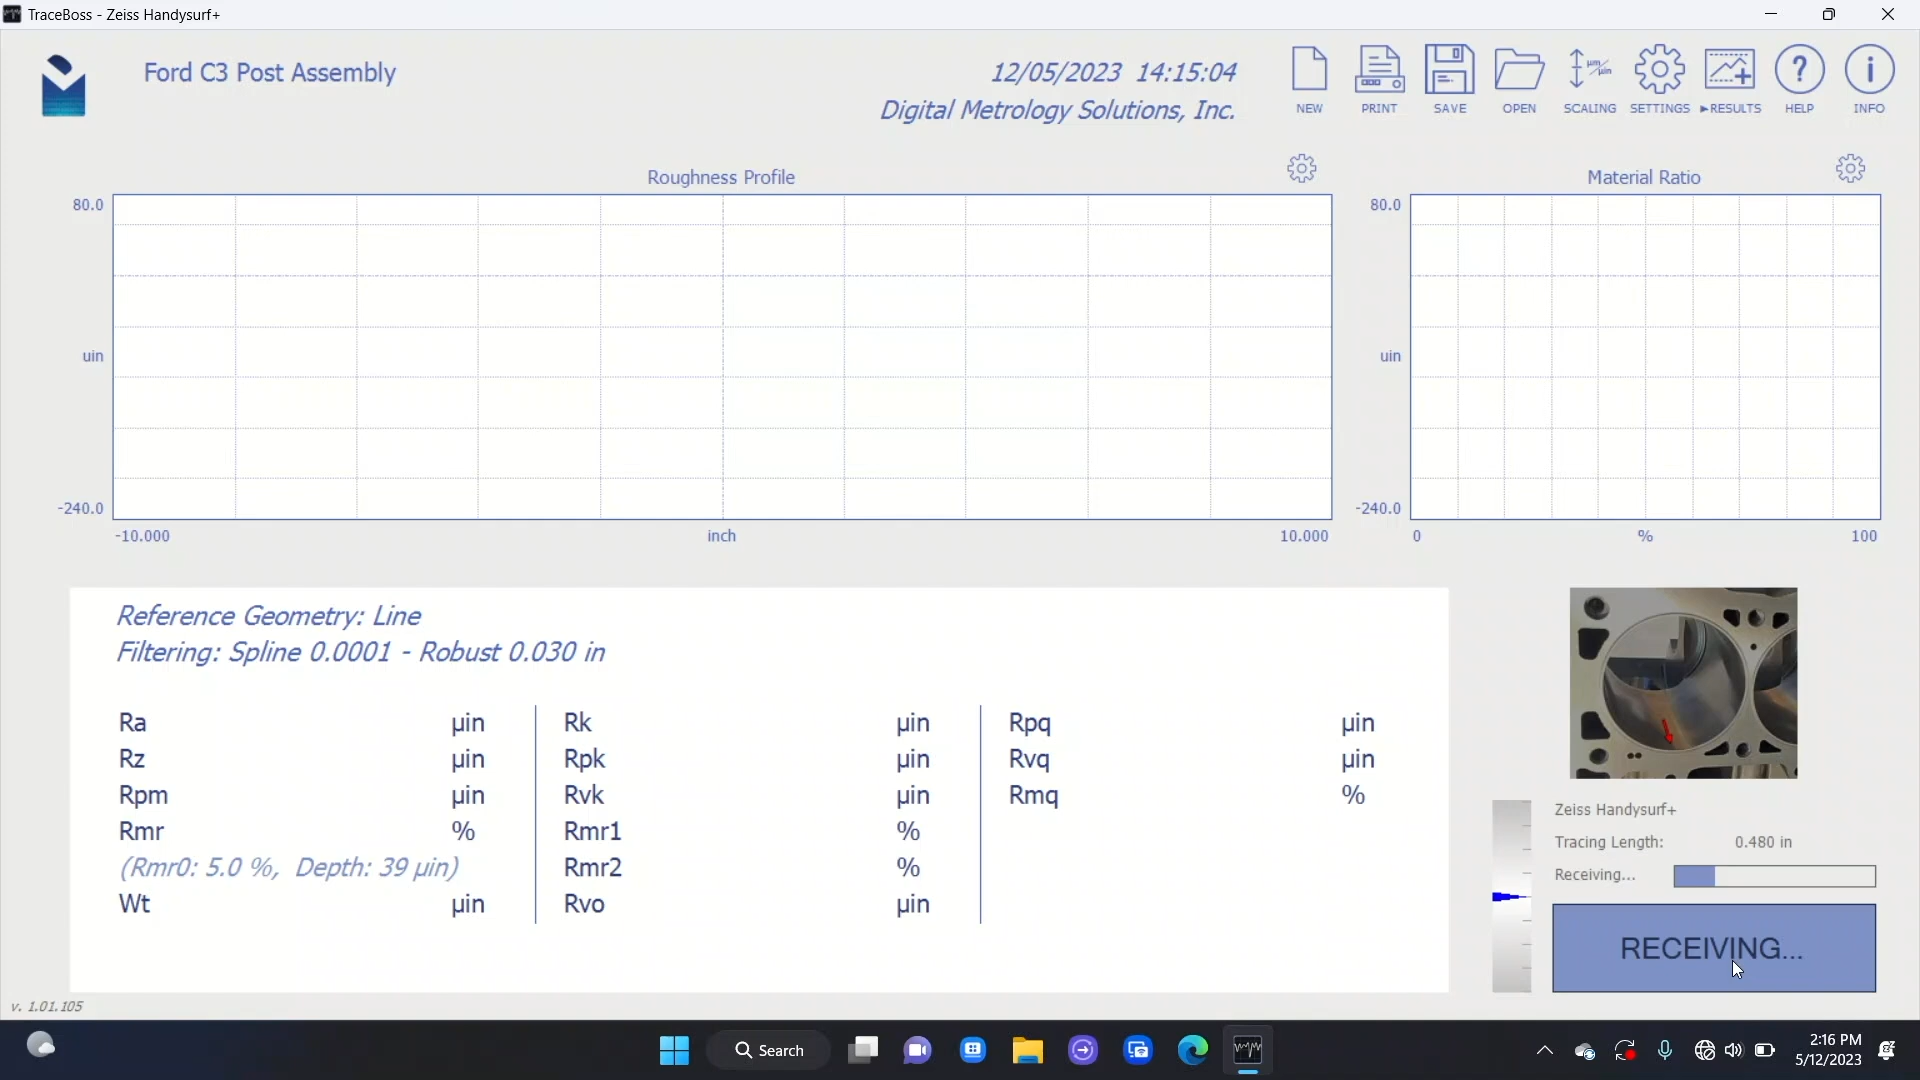 TraceBoss - Zeiss Handysurf+
Ford C3 Post Assembly
12/05/2023 14:15:04
Digital Metrology Solutions, Inc.
NEW
PRINT
SAVE
OPEN
µm/µin
SCALING
SETTINGS
►RESULTS
HELP
INFO
Roughness Profile
80.0
uin
-240.0
-10.000
inch
10.000
Material Ratio
80.0
uin
-240.0
0
%
100
Reference Geometry: Line
Filtering: Spline 0.0001 - Robust 0.030 in
Ra µin
Rz µin
Rpm µin
Rmr %
(Rmr0: 5.0 %, Depth: 39 µin)
Wt µin
Rk µin
Rpk µin
Rvk µin
Rmr1 %
Rmr2 %
Rvo µin
Rpq µin
Rvq µin
Rmq %
Zeiss Handysurf+
Tracing Length: 0.480 in
Receiving...
RECEIVING...
v. 1.01.105
Search
2:16 PM
5/12/2023